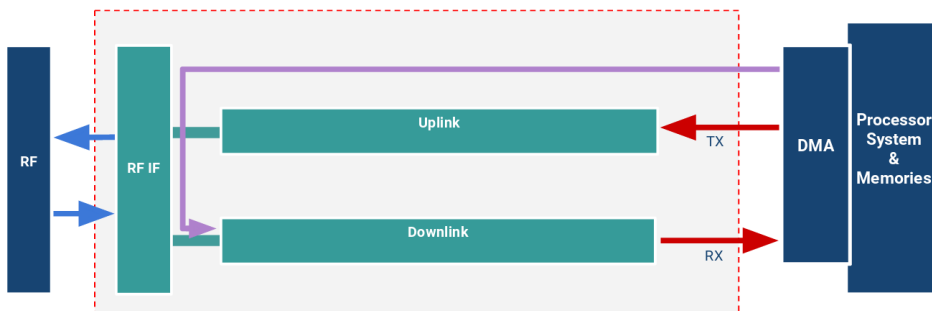 RF
RF IF
Uplink
TX
Downlink
RX
DMA
Processor
System
&
Memories